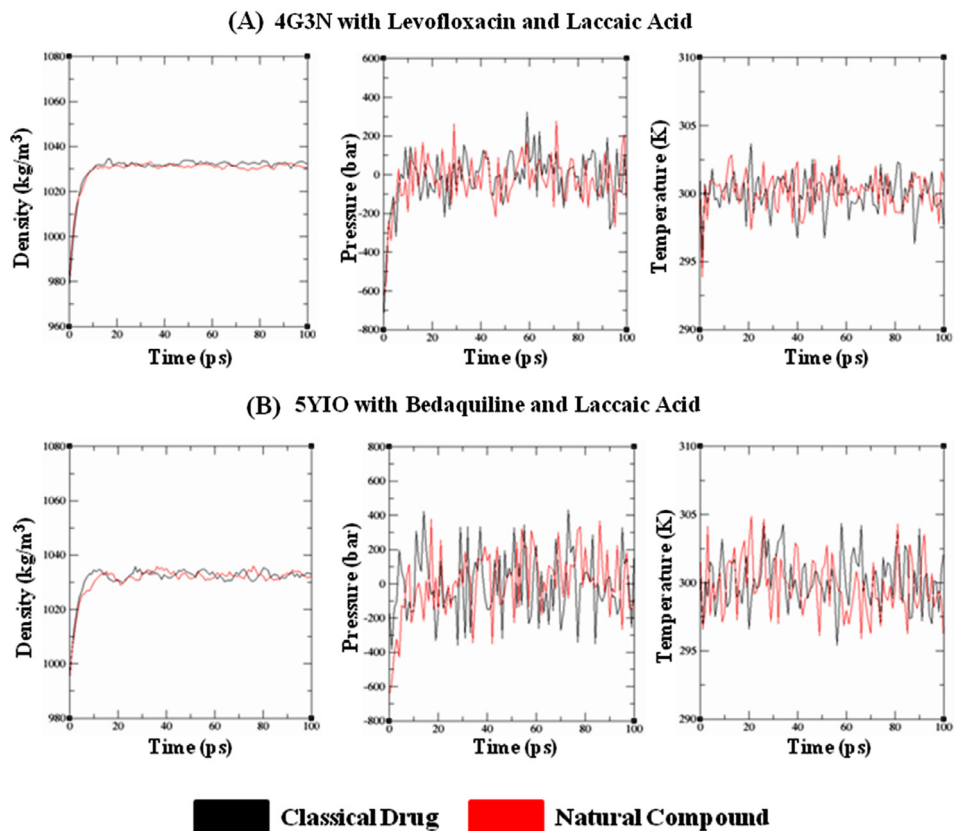 (A) 4G3N with Levofloxacin and Laccaic Acid
Density (kg/m³)
1080
1060
1040
1020
1000
980
960
0 20 40 60 80 100
Time (ps)
Pressure (bar)
600
400
200
0
-200
-400
-600
-800
0 20 40 60 80 100
Time (ps)
Temperature (K)
310
305
300
295
290
0 20 40 60 80 100
Time (ps)
(B) 5YIO with Bedaquiline and Laccaic Acid
Density (kg/m³)
1080
1060
1040
1020
1000
980
0 20 40 60 80 100
Time (ps)
Pressure (bar)
800
600
400
200
0
-200
-400
-600
-800
0 20 40 60 80 100
Time (ps)
Temperature (K)
310
305
300
295
290
0 20 40 60 80 100
Time (ps)
Classical Drug
Natural Compound